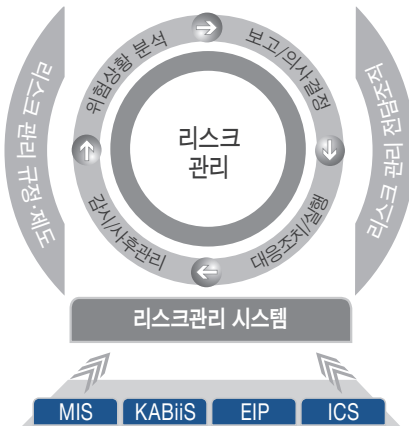 위험상황 분석
보고/의사결정
리스크 관리 규정·제도
리스크
관리
리스크 관리 전담조직
감시/사후관리
대응조치/실행
리스크관리 시스템
MIS
KABiiS
EIP
ICS